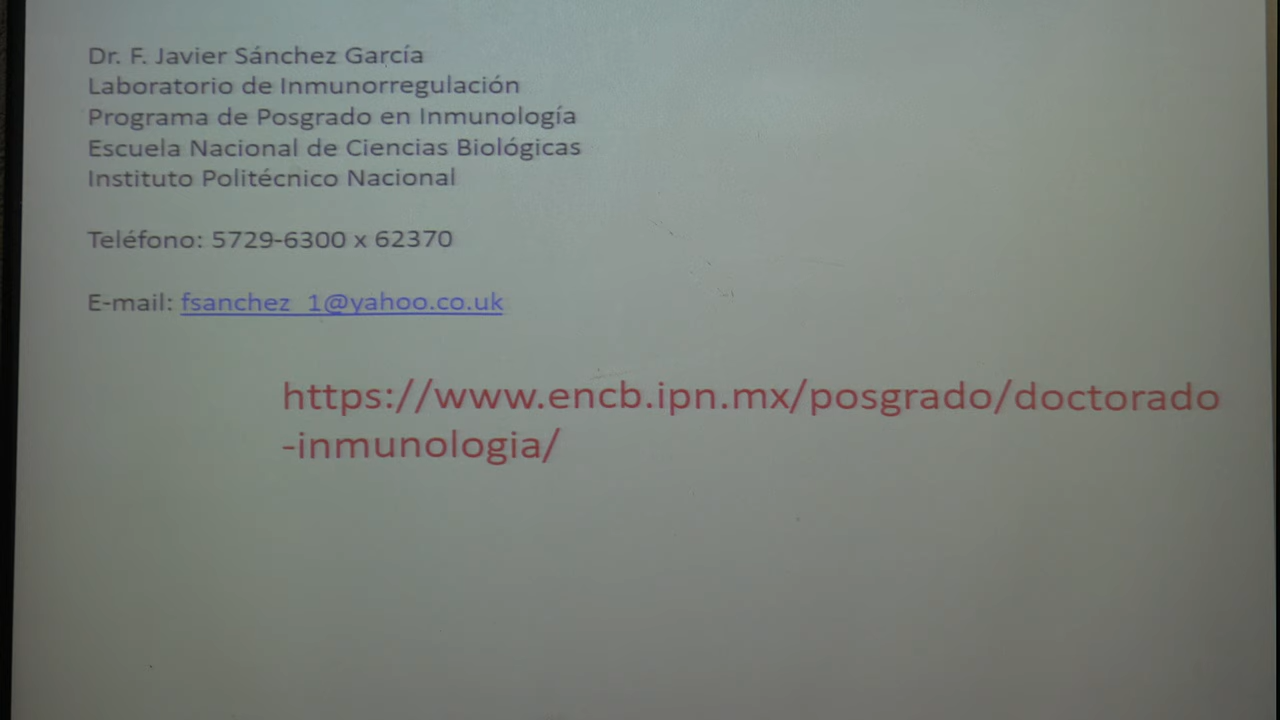 Dr. F. Javier Sánchez García
Laboratorio de Inmunorregulación
Programa de Posgrado en Inmunología
Escuela Nacional de Ciencias Biológicas
Instituto Politécnico Nacional
Teléfono: 5729-6300 x 62370
E-mail: fsanchez_1@yahoo.co.uk
https://www.encb.ipn.mx/posgrado/doctorado
-inmunologia/